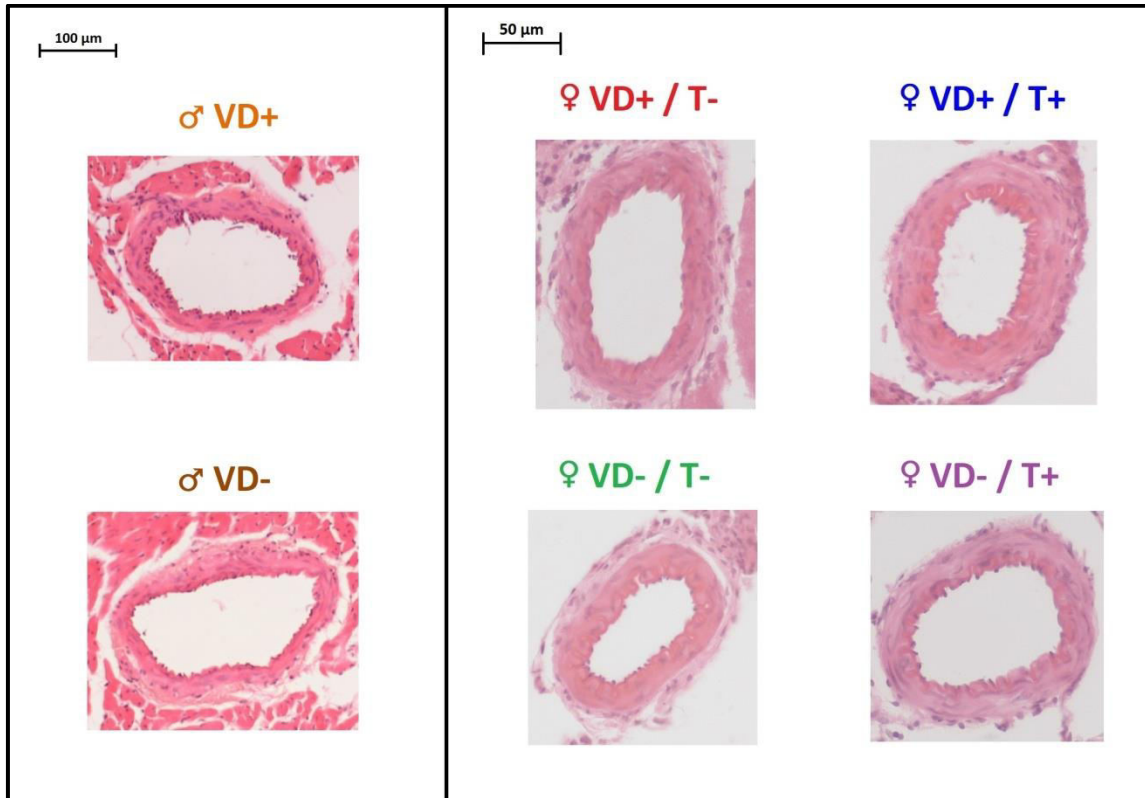 100 µm
♂ VD+
♂ VD-
50 µm
♀ VD+ / T-
♀ VD+ / T+
♀ VD- / T-
♀ VD- / T+